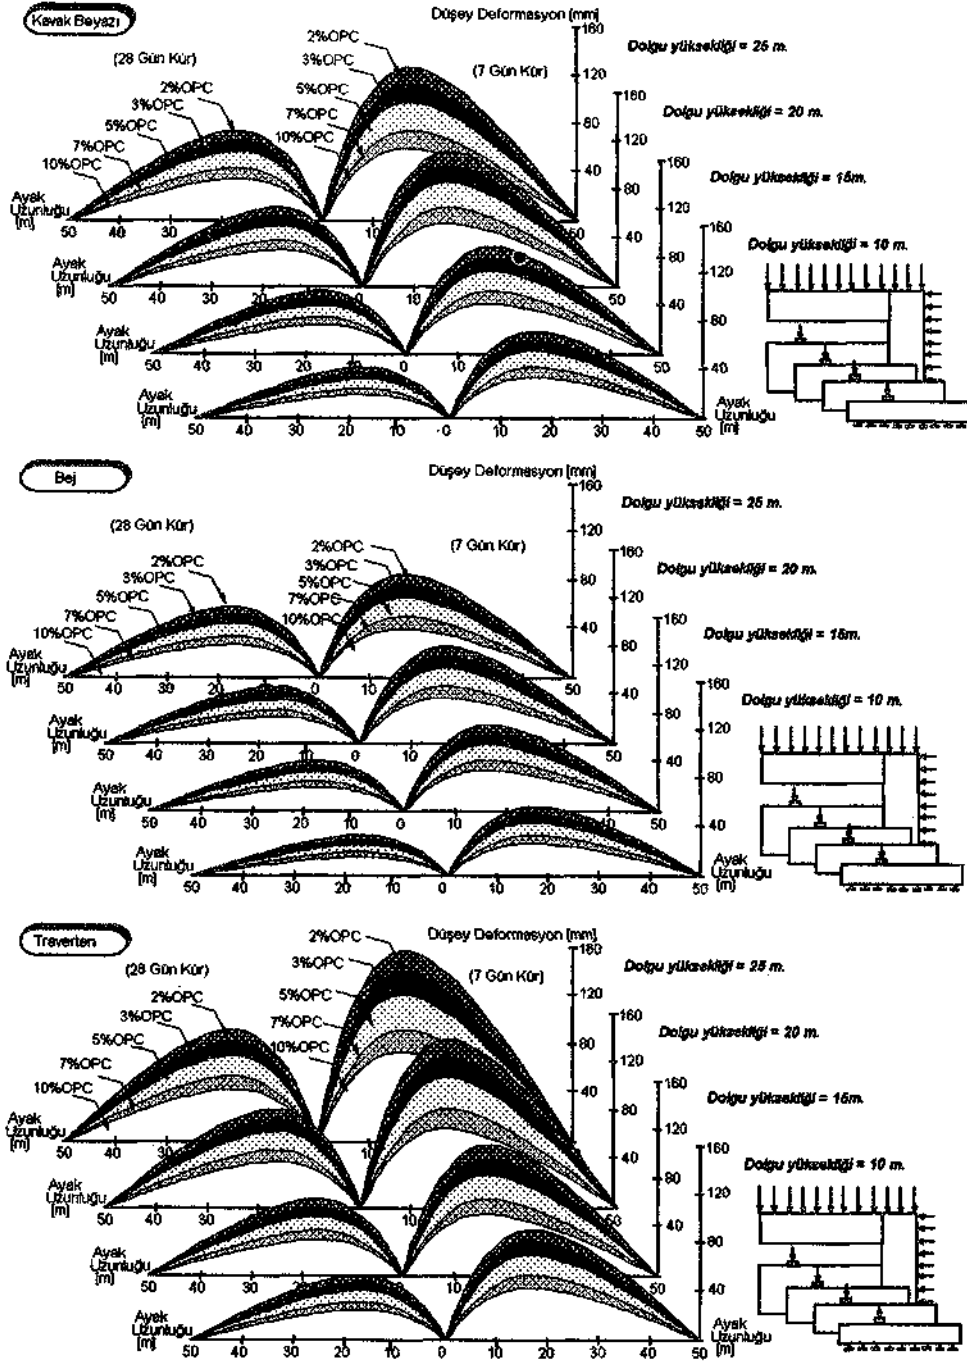 Kavak Beyazı
Düşey Deformasyon [mm]
(28 Gün Kür)
(7 Gün Kür)
2%OPC
3%OPC
5%OPC
7%OPC
10%OPC
2%OPC
3%OPC
5%OPC
7%OPC
10%OPC
160
120
80
40
Dolgu yüksekliği = 25 m.
160
120
80
40
Dolgu yüksekliği = 20 m.
160
120
80
40
Dolgu yüksekliği = 15m.
160
120
80
40
Dolgu yüksekliği = 10 m.
Ayak
Uzunluğu
[m]
50 40 30 10 50
Ayak
Uzunluğu
[m]
50 40 30 20 0 10 50
Ayak
Uzunluğu
[m]
50 40 30 20 10 0 10 50
Ayak
Uzunluğu
[m]
50 40 30 20 10 0 10 20 30 40 50
Ayak
Uzunluğu
[m]
Bej
Düşey Deformasyon [mm]
(28 Gün Kür)
(7 Gün Kür)
2%OPC
3%OPC
5%OPC
7%OPC
10%OPC
2%OPC
3%OPC
5%OPC
7%OPC
10%OPC
160
120
80
40
Dolgu yüksekliği = 25 m.
160
120
80
40
Dolgu yüksekliği = 20 m.
160
120
80
40
Dolgu yüksekliği = 15m.
160
120
80
40
Dolgu yüksekliği = 10 m.
Ayak
Uzunluğu
[m]
50 40 30 20 0 10 50
Ayak
Uzunluğu
[m]
50 40 30 20 10 0 10 50
Ayak
Uzunluğu
[m]
50 40 30 20 10 0 10 50
Ayak
Uzunluğu
[m]
50 40 30 20 10 0 10 20 30 40 50
Ayak
Uzunluğu
[m]
Traverten
Düşey Deformasyon [mm]
(28 Gün Kür)
(7 Gün Kür)
2%OPC
3%OPC
5%OPC
7%OPC
10%OPC
2%OPC
3%OPC
5%OPC
7%OPC
10%OPC
160
120
80
40
Dolgu yüksekliği = 25 m.
160
120
80
40
Dolgu yüksekliği = 20 m.
160
120
80
40
Dolgu yüksekliği = 15m.
160
120
80
40
Dolgu yüksekliği = 10 m.
Ayak
Uzunluğu
[m]
50 40 30
Ayak
Uzunluğu
[m]
50 40 30 10 50
Ayak
Uzunluğu
[m]
50 40 30 20 0 10 50
Ayak
Uzunluğu
[m]
50 40 30 20 10 0 10 20 30 40 50
Ayak
Uzunluğu
[m]